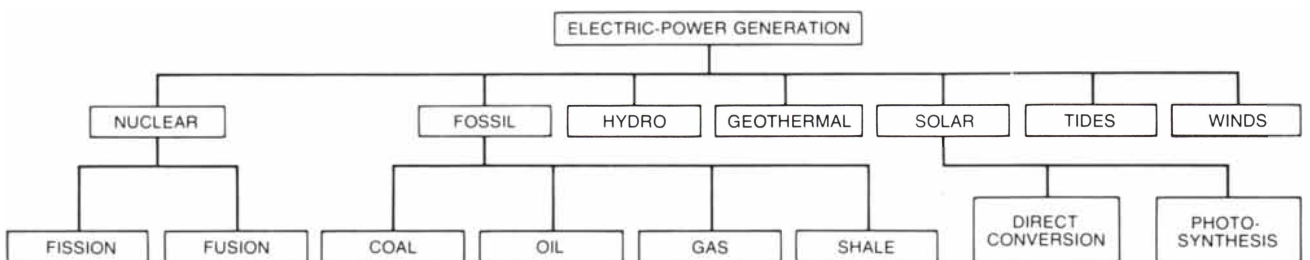 ELECTRIC-POWER GENERATION
NUCLEAR
FOSSIL
HYDRO
GEOTHERMAL
SOLAR
TIDES
WINDS
FISSION
FUSION
COAL
OIL
GAS
SHALE
DIRECT
CONVERSION
PHOTO-
SYNTHESIS